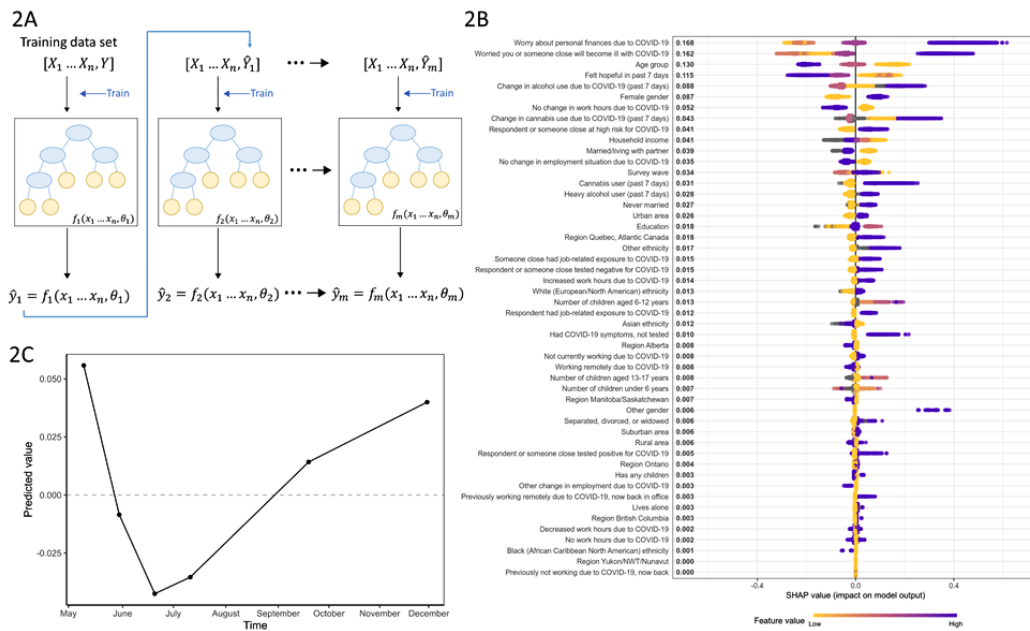 2A
Training data set
[X1 … Xn, Y]
[X1 … Xn, Ŷ1]
[X1 … Xn, Ŷm]
Train
Train
Train
f1(x1 … xn, θ1)
f2(x1 … xn, θ2)
fm(x1 … xn, θm)
ŷ1 = f1(x1 … xn, θ1)
ŷ2 = f2(x1 … xn, θ2)
ŷm = fm(x1 … xn, θm)
2B
Worry about personal finances due to COVID-19 0.168
Worried you or someone close will become ill with COVID-19 0.162
Age group 0.130
Felt hopeful in past 7 days 0.115
Change in alcohol use due to COVID-19 (past 7 days) 0.088
Female gender 0.087
No change in work hours due to COVID-19 0.052
Change in cannabis use due to COVID-19 (past 7 days) 0.043
Respondent or someone close at high risk for COVID-19 0.041
Household income 0.041
Married/living with partner 0.039
No change in employment situation due to COVID-19 0.035
Survey wave 0.034
Cannabis user (past 7 days) 0.031
Heavy alcohol user (past 7 days) 0.028
Never married 0.027
Urban area 0.026
Education 0.018
Region Quebec, Atlantic Canada 0.018
Other ethnicity 0.017
Someone close had job-related exposure to COVID-19 0.015
Respondent or someone close tested negative for COVID-19 0.015
Increased work hours due to COVID-19 0.014
White (European/North American) ethnicity 0.013
Number of children aged 6-12 years 0.013
Respondent had job-related exposure to COVID-19 0.012
Asian ethnicity 0.012
Had COVID-19 symptoms, not tested 0.010
Region Alberta 0.008
Not currently working due to COVID-19 0.008
Working remotely due to COVID-19 0.008
Number of children aged 13-17 years 0.008
Number of children under 6 years 0.007
Region Manitoba/Saskatchewan 0.007
Other gender 0.006
Separated, divorced, or widowed 0.006
Suburban area 0.006
Rural area 0.006
Respondent or someone close tested positive for COVID-19 0.005
Region Ontario 0.004
Has any children 0.003
Other change in employment due to COVID-19 0.003
Previously working remotely due to COVID-19, now back in office 0.003
Lives alone 0.003
Region British Columbia 0.003
Decreased work hours due to COVID-19 0.002
No work hours due to COVID-19 0.002
Black (African Caribbean North American) ethnicity 0.001
Region Yukon/NWT/Nunavut 0.000
Previously not working due to COVID-19, now back 0.000
-0.4 0.0 0.4
SHAP value (impact on model output)
Feature value
Low High
2C
Predicted value
0.050
0.025
0.000
-0.025
May June July August September October November December
Time